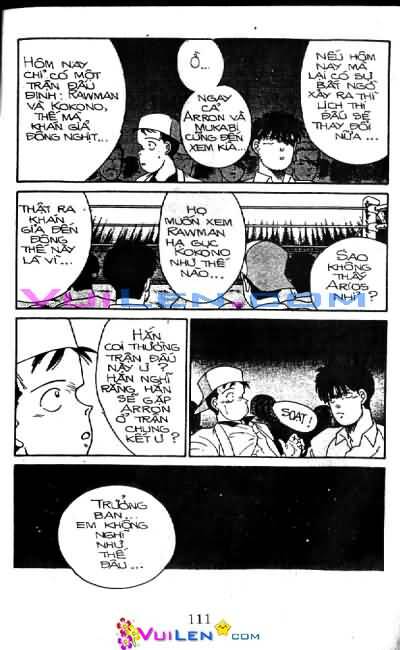 HÔM NAY
CHỈ CÓ MỘT
TRẬN ĐẤU
ĐINH: RAWMAN
VÀ KOKONO,
THẾ MÀ
KHÁN GIẢ
ĐÔNG NGHỊT...
Ồ...
NGAY
CẢ
ARRON VÀ
MUKABI
CŨNG ĐẾN
XEM KÌA...
NẾU HÔM
NAY MÀ
LẠI CÓ SỰ
BẤT NGỜ
XẢY RA THÌ
LỊCH THI
ĐẤU SẼ
THAY ĐỔI
NỮA...
THẬT RA
KHÁN
GIẢ ĐẾN
ĐÔNG
THẾ NÀY
LÀ VÌ...
HỌ
MUỐN XEM
RAWMAN
HẠ GỤC
KOKONO
NHƯ THẾ
NÀO...
SAO
KHÔNG
THẤY
ARIOS
NHỈ?
VUILEN.COM
HẮN
COI THƯỜNG
TRẬN ĐẤU
NÀY Ư?
HẮN NGHĨ
RẰNG HẮN
SẼ GẶP
ARRON
Ở TRẬN
CHUNG
KẾT Ư?
SOẠT!
TRƯỞNG
BAN...
EM KHÔNG
NGHĨ
NHƯ
THẾ
ĐÂU...
111
VUILEN.COM